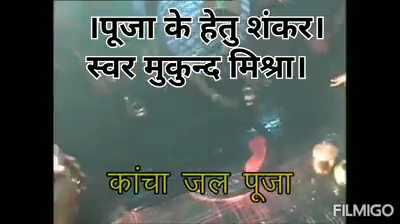 ।पूजा के हेतु शंकर।
स्वर मुकुन्द मिश्रा।
कांचा जल पूजा
FILMIGO